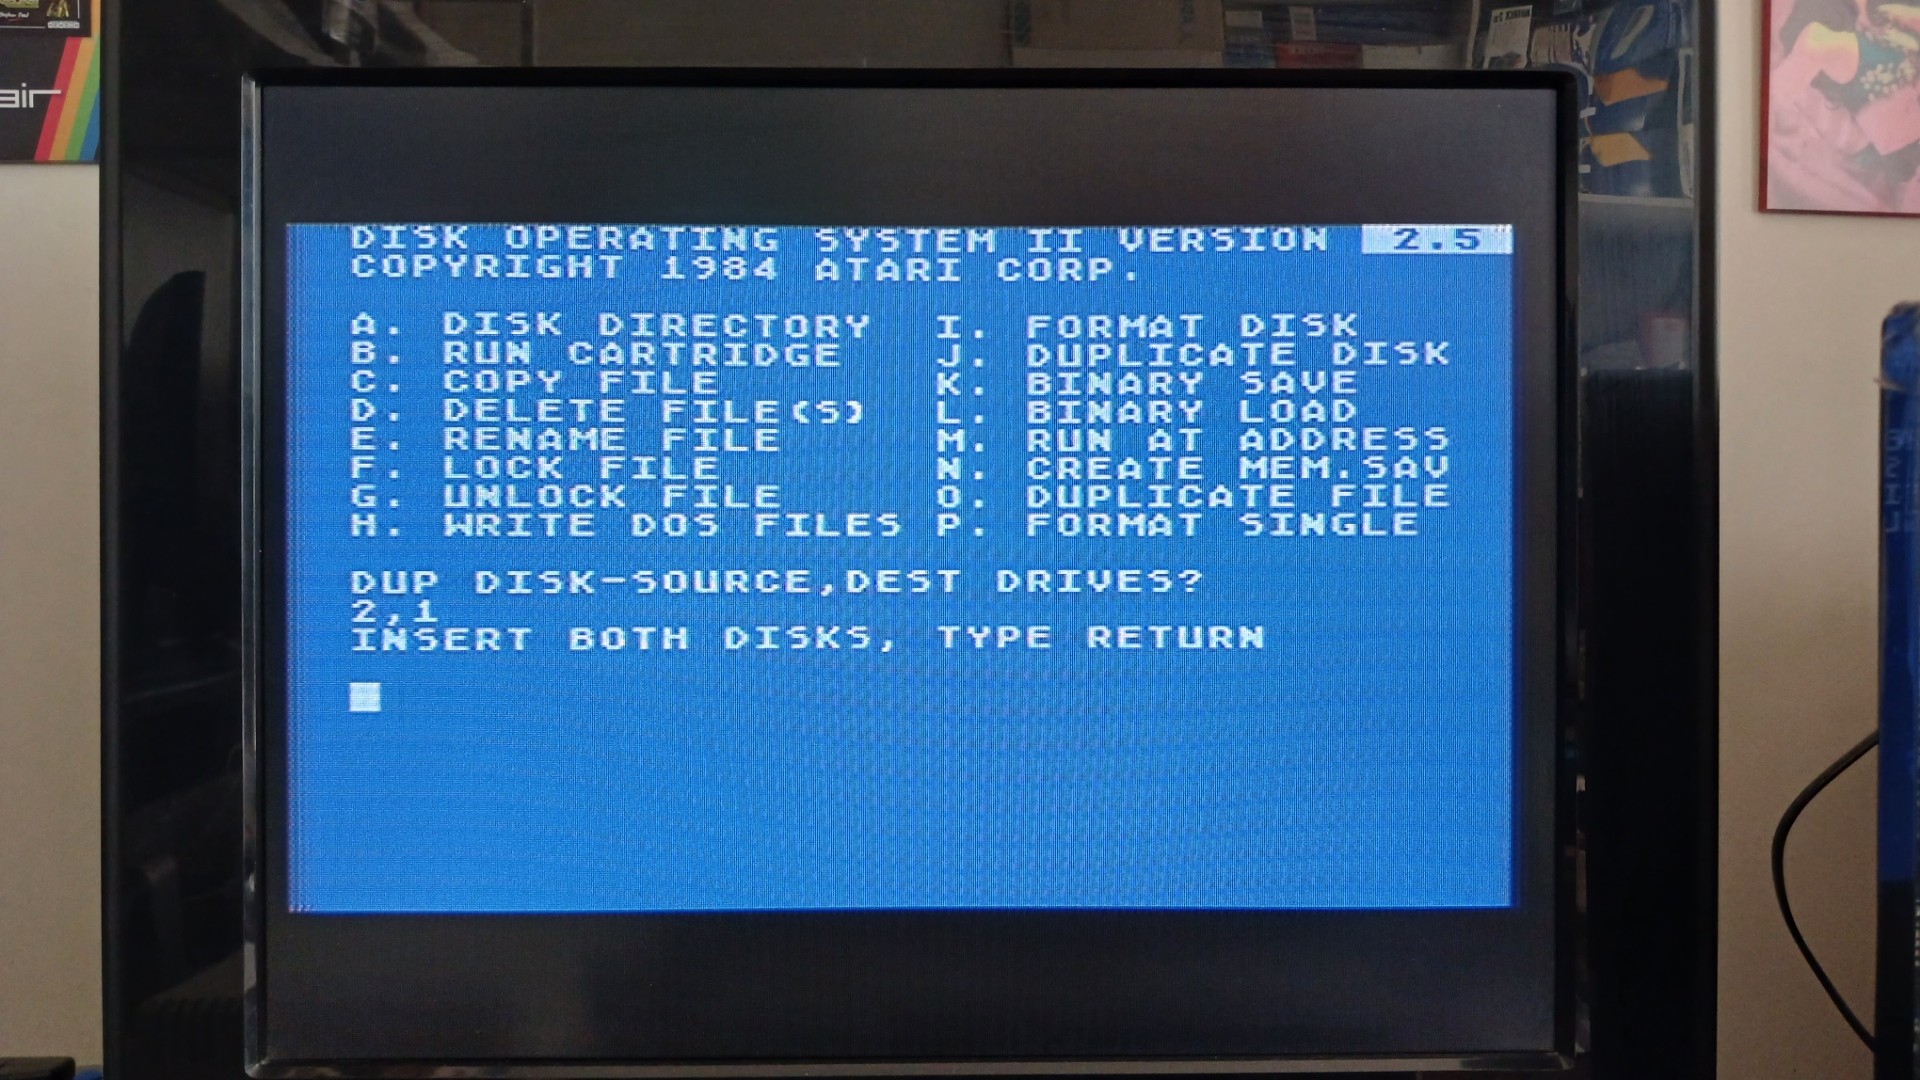 DISK OPERATING SYSTEM II VERSION 2.5
COPYRIGHT 1984 ATARI CORP.
A. DISK DIRECTORY I. FORMAT DISK
B. RUN CARTRIDGE J. DUPLICATE DISK
C. COPY FILE K. BINARY SAVE
D. DELETE FILE(S) L. BINARY LOAD
E. RENAME FILE M. RUN AT ADDRESS
F. LOCK FILE N. CREATE MEM.SAV
G. UNLOCK FILE O. DUPLICATE FILE
H. WRITE DOS FILES P. FORMAT SINGLE
DUP DISK-SOURCE,DEST DRIVES?
2,1
INSERT BOTH DISKS, TYPE RETURN
air